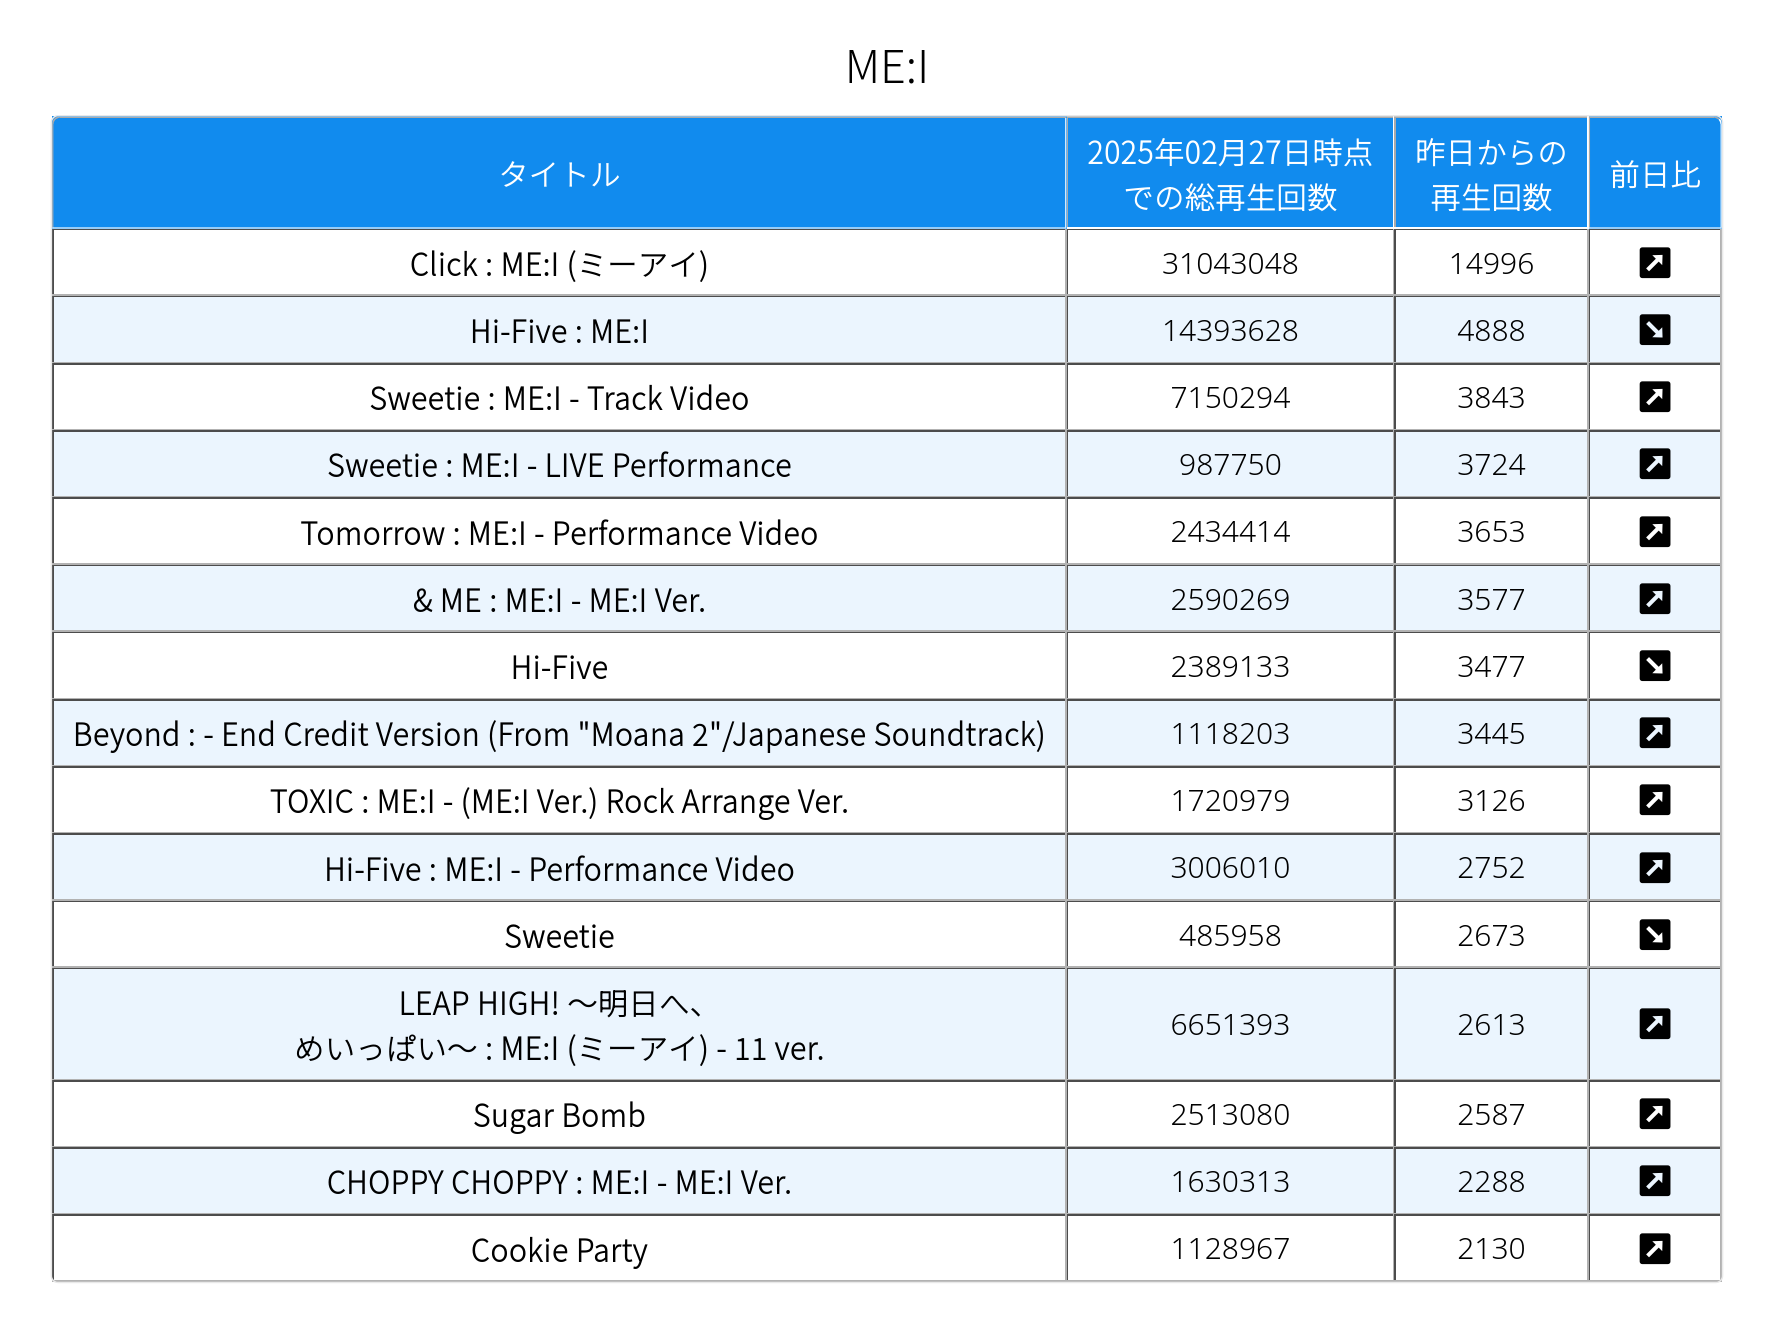 ME:I
タイトル
2025年02月27日時点
での総再生回数
昨日からの
再生回数
前日比
Click : ME:I (ミーアイ) 31043048 14996
Hi-Five : ME:I 14393628 4888
Sweetie : ME:I - Track Video 7150294 3843
Sweetie : ME:I - LIVE Performance 987750 3724
Tomorrow : ME:I - Performance Video 2434414 3653
& ME : ME:I - ME:I Ver. 2590269 3577
Hi-Five 2389133 3477
Beyond : - End Credit Version (From "Moana 2"/Japanese Soundtrack) 1118203 3445
TOXIC : ME:I - (ME:I Ver.) Rock Arrange Ver. 1720979 3126
Hi-Five : ME:I - Performance Video 3006010 2752
Sweetie 485958 2673
LEAP HIGH! 〜明日へ、
めいっぱい〜 : ME:I (ミーアイ) - 11 ver. 6651393 2613
Sugar Bomb 2513080 2587
CHOPPY CHOPPY : ME:I - ME:I Ver. 1630313 2288
Cookie Party 1128967 2130